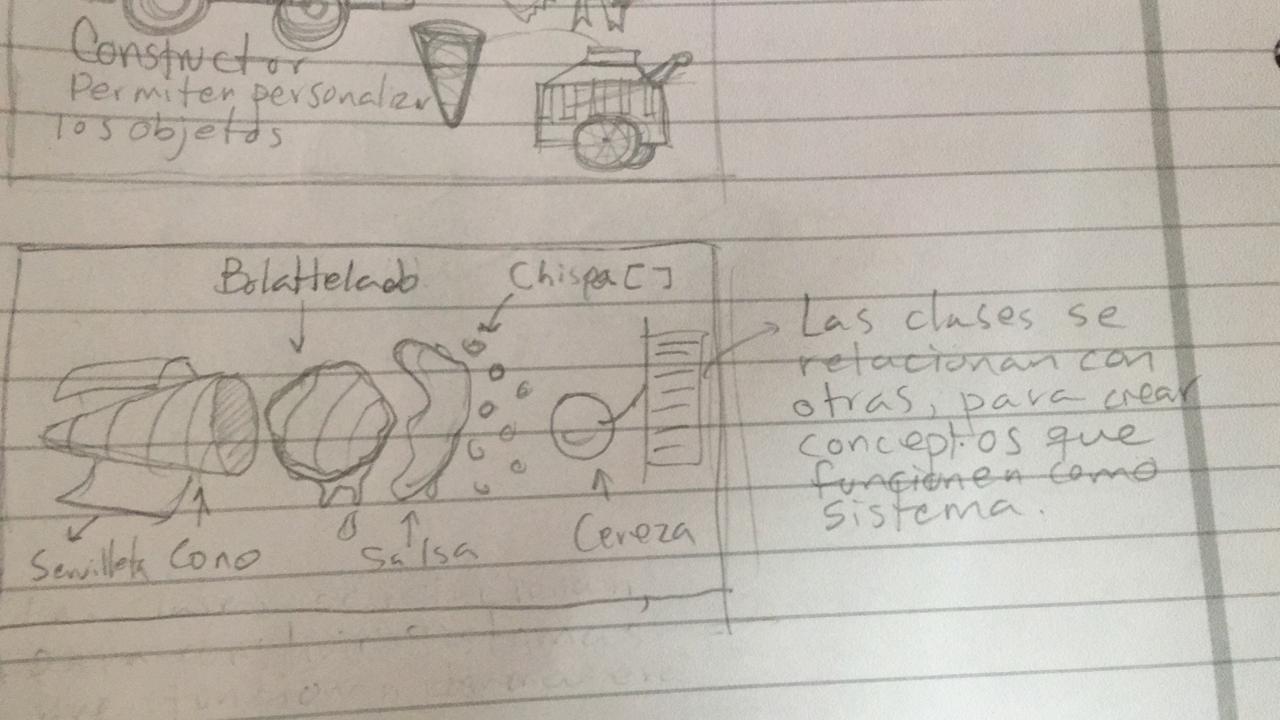 Constructor
Permiten personalizar
los objetos
BolaHelado
Chispa[]
Servilleta
Cono
Salsa
Cereza
Las clases se
relacionan con
otras, para crear
conceptos que
funcionen como
sistema.